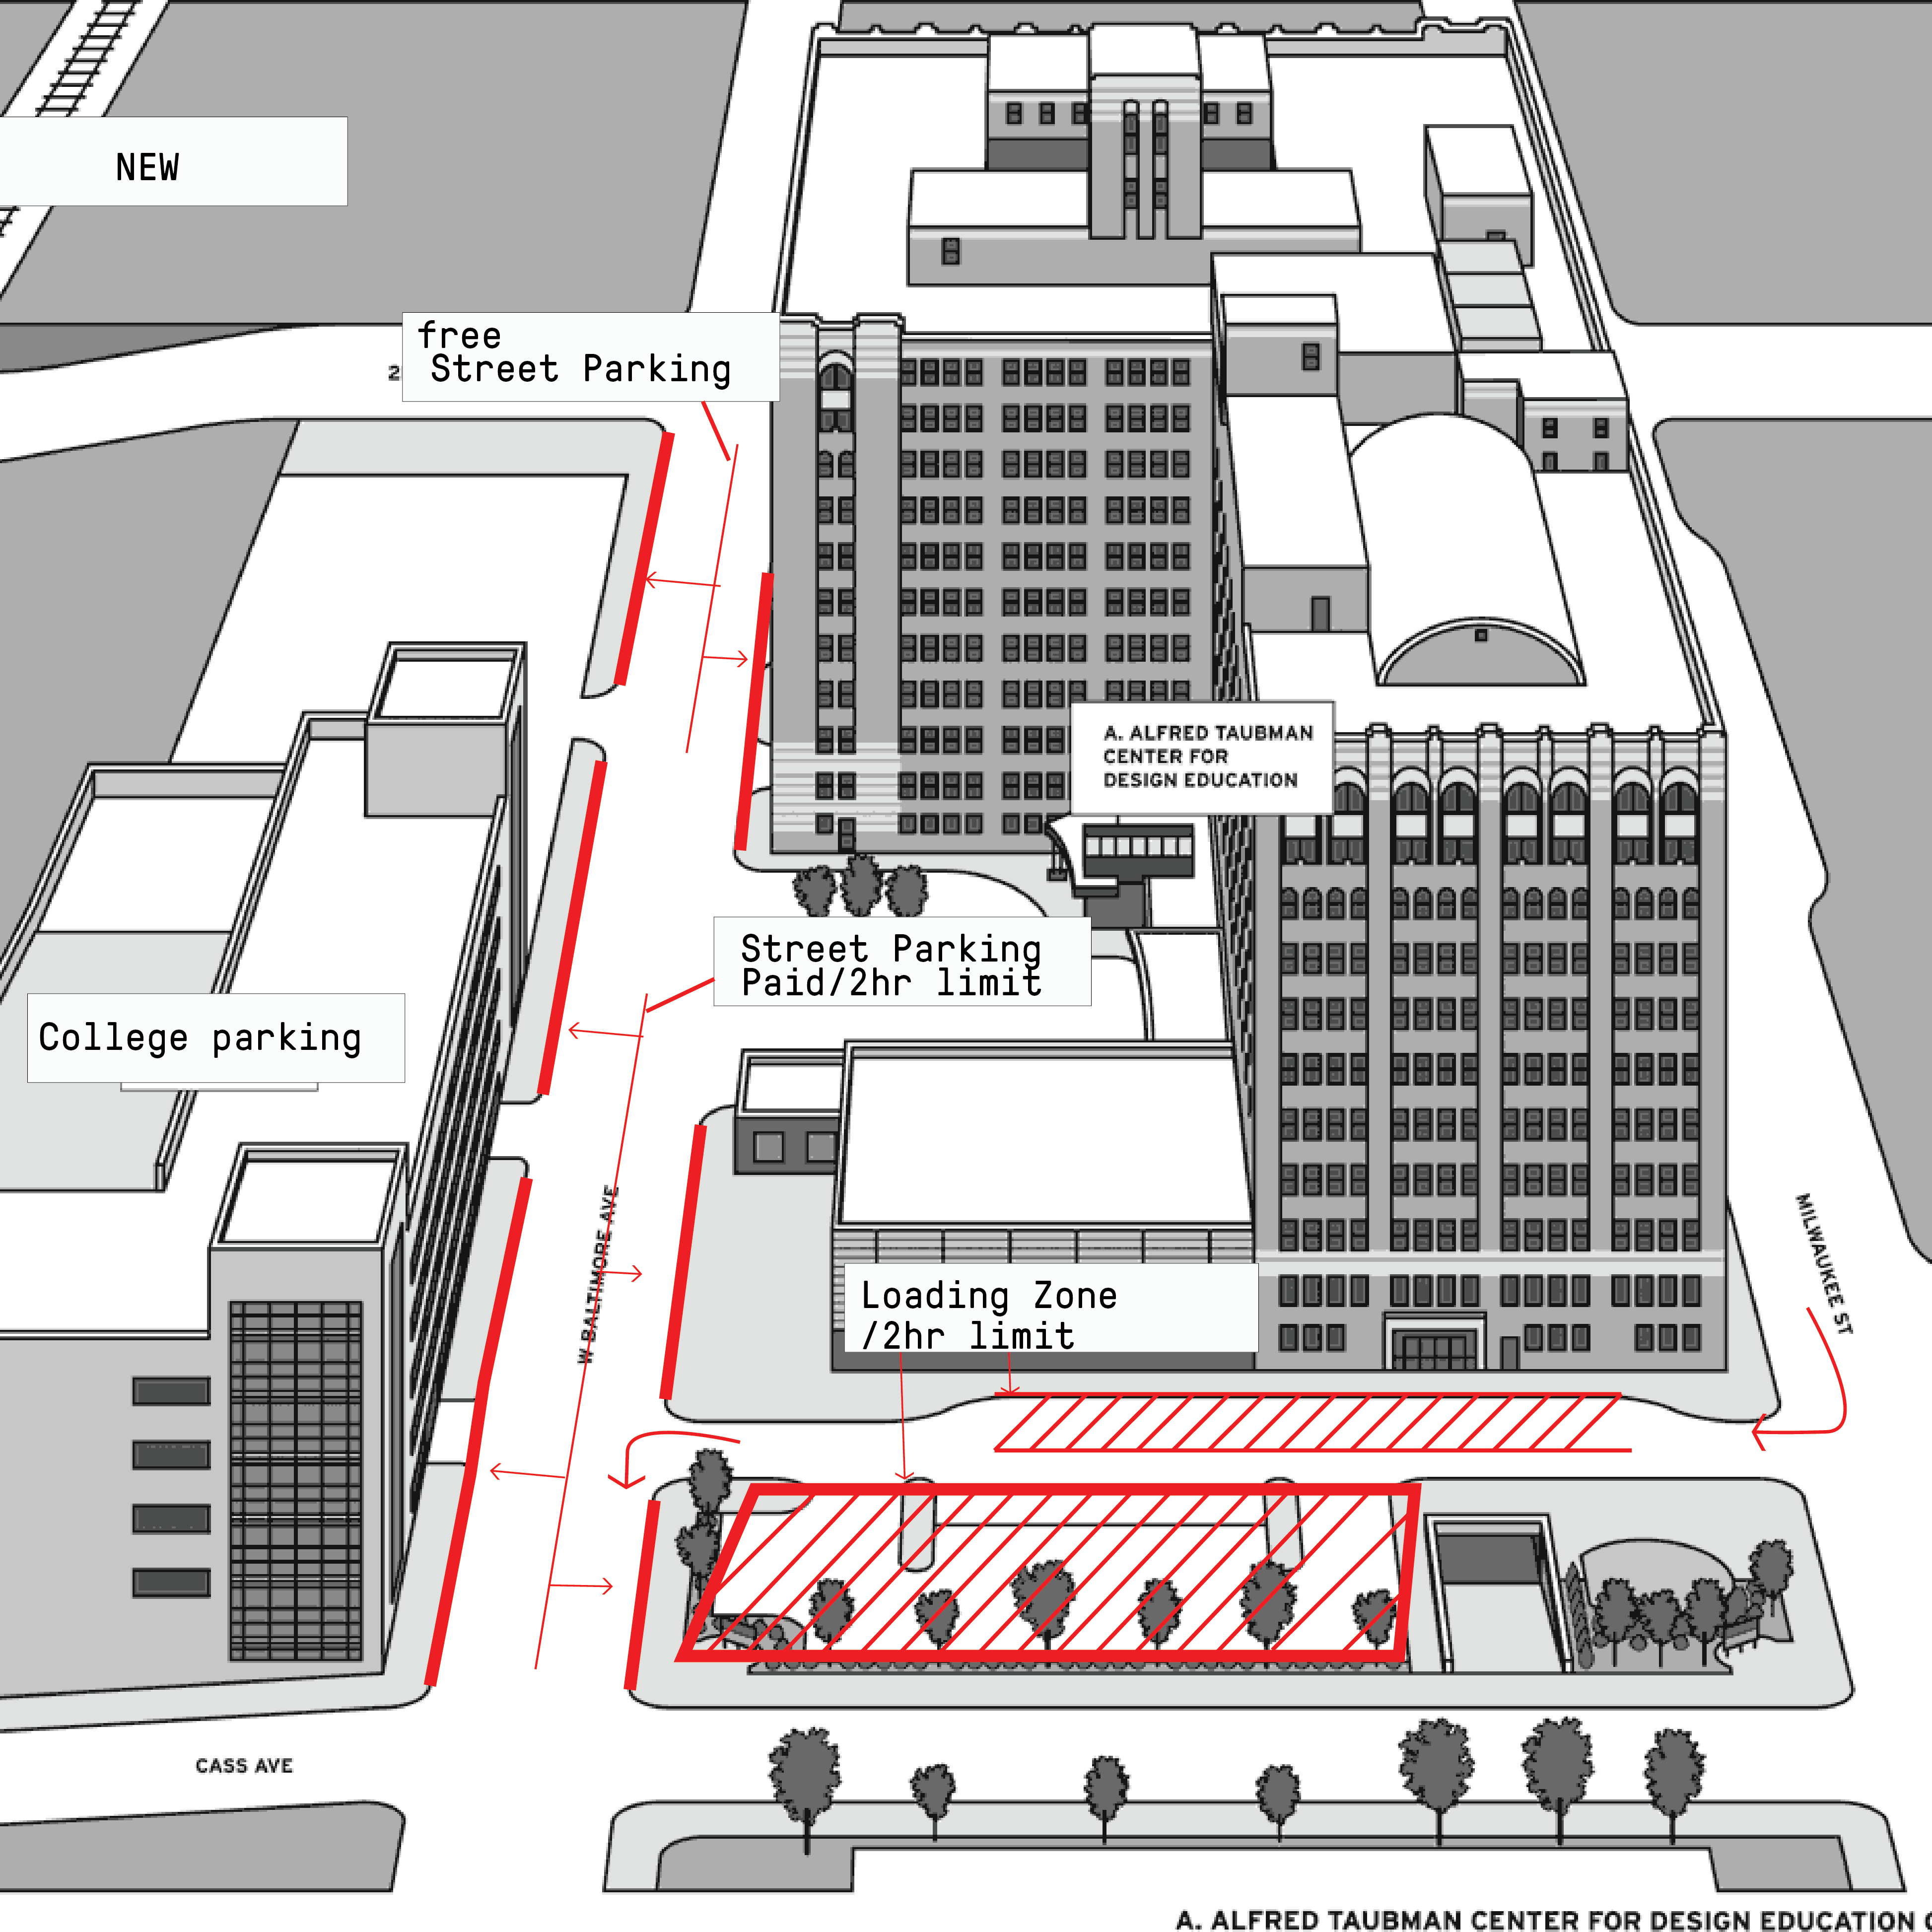 NEW
free
Street Parking
2
A. ALFRED TAUBMAN
CENTER FOR
DESIGN EDUCATION
Street Parking
Paid/2hr limit
College parking
W BALTIMORE AVE
MILWAUKEE ST
Loading Zone
/2hr limit
CASS AVE
A. ALFRED TAUBMAN CENTER FOR DESIGN EDUCATION